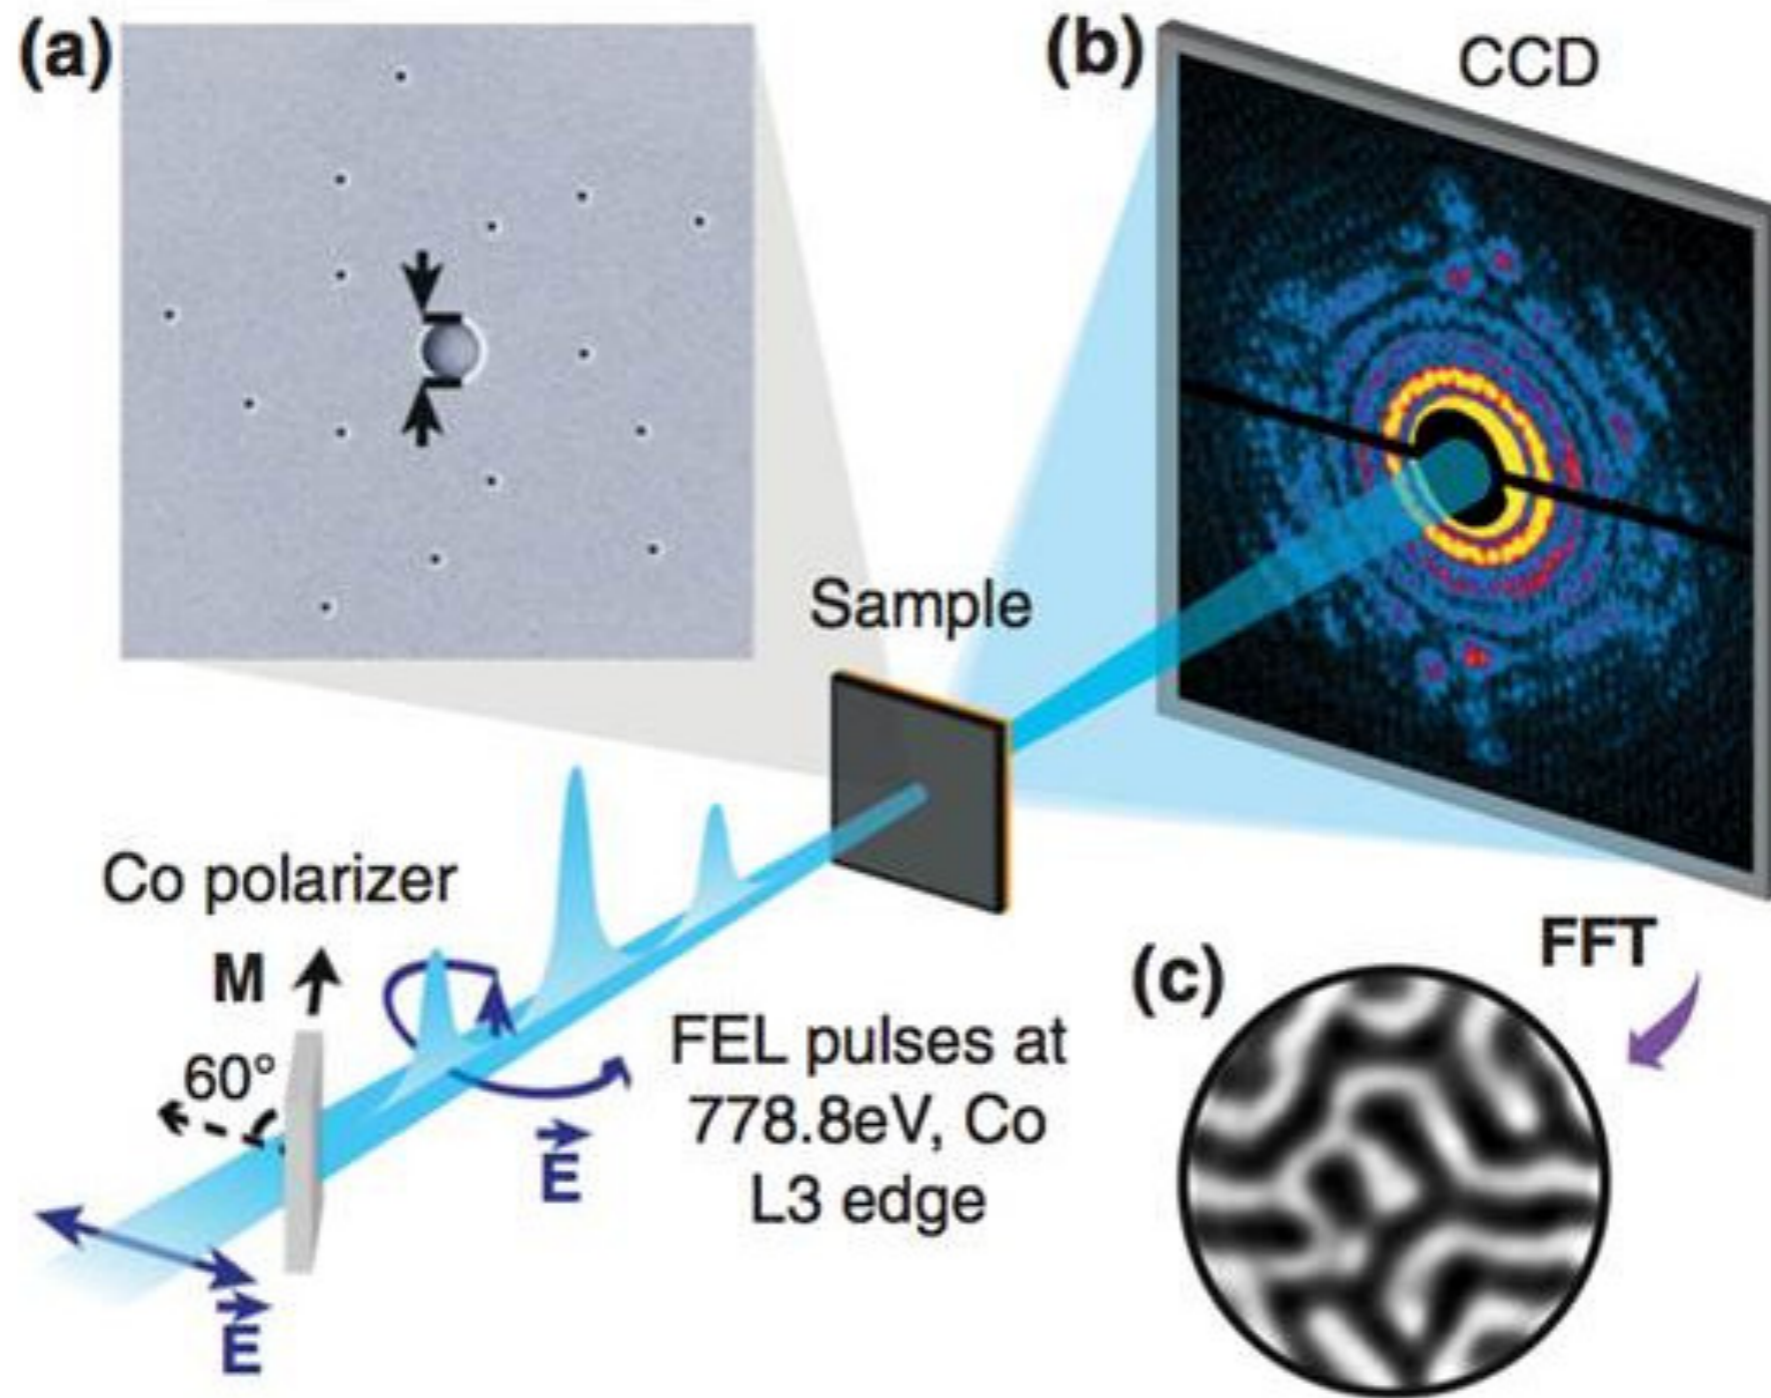 (a)
(b)
CCD
Sample
Co polarizer
M
60°
E
E
FEL pulses at
778.8eV, Co
L3 edge
FFT
(c)